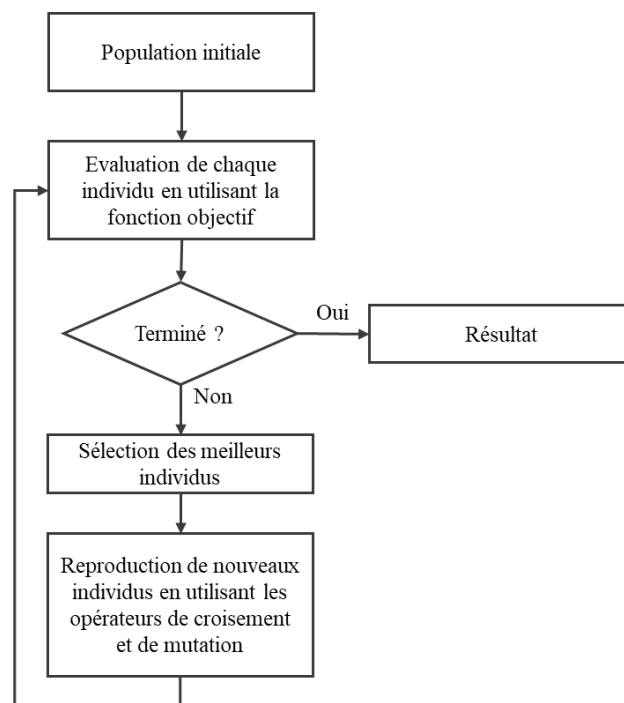 Population initiale
Evaluation de chaque
individu en utilisant la
fonction objectif
Terminé ?
Oui
Résultat
Non
Sélection des meilleurs
individus
Reproduction de nouveaux
individus en utilisant les
opérateurs de croisement
et de mutation